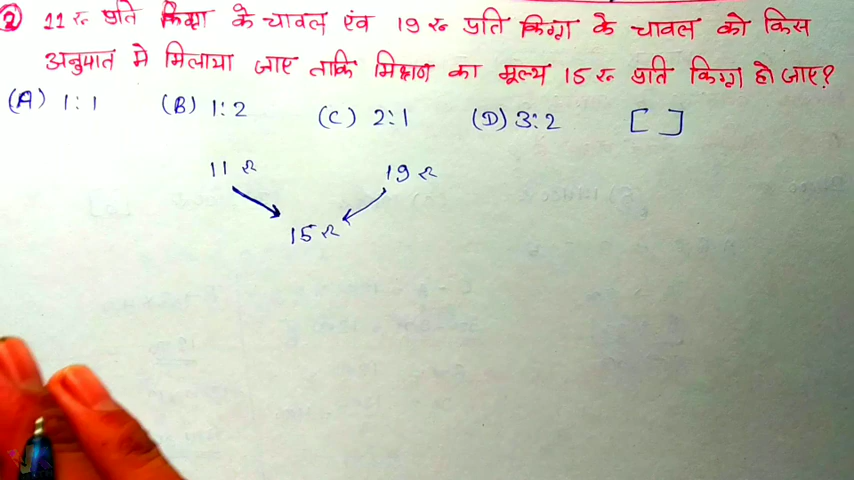 ② 11 रु प्रति किग्रा के चावल एंव 19 रु प्रति किग्रा के चावल को किस
अनुपात मे मिलाया जाए ताकि मिश्रण का मूल्य 15 रु प्रति किग्रा हो जाए?
(A) 1:1 (B) 1:2 (C) 2:1 (D) 3:2 [ ]
11 रु 19 रु
15 रु